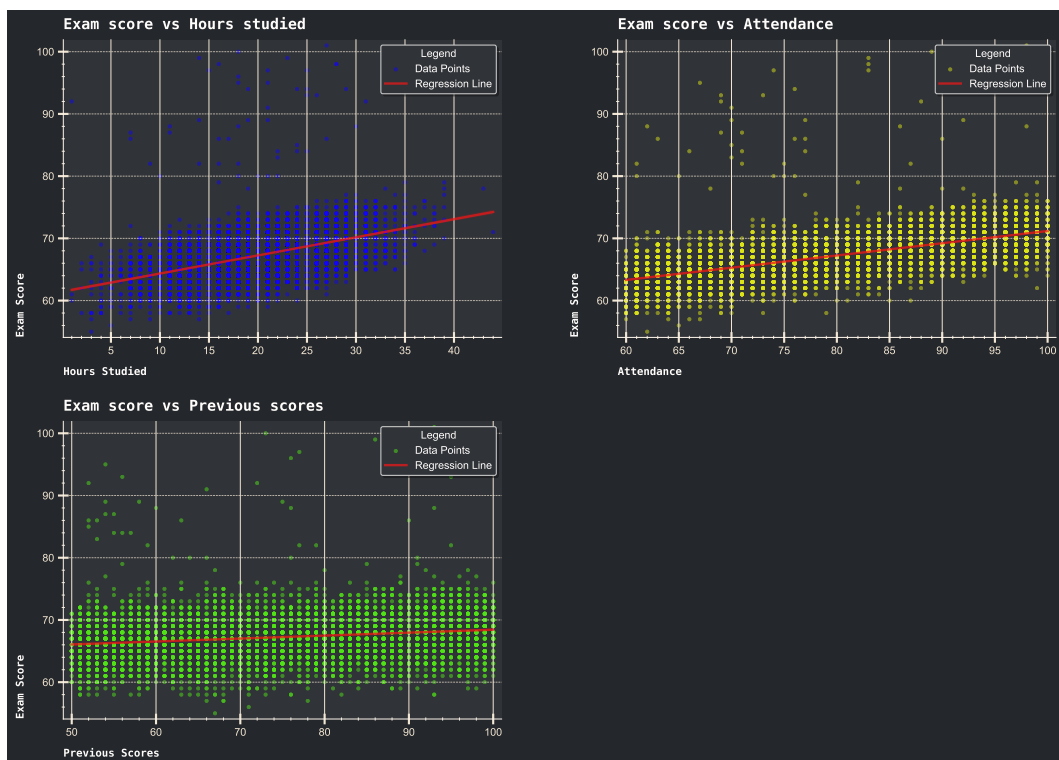 Exam score vs Hours studied
Legend
Data Points
Regression Line
100
90
80
70
60
Exam Score
5 10 15 20 25 30 35 40
Hours Studied
Exam score vs Attendance
Legend
Data Points
Regression Line
100
90
80
70
60
Exam Score
60 65 70 75 80 85 90 95 100
Attendance
Exam score vs Previous scores
Legend
Data Points
Regression Line
100
90
80
70
60
Exam Score
50 60 70 80 90 100
Previous Scores